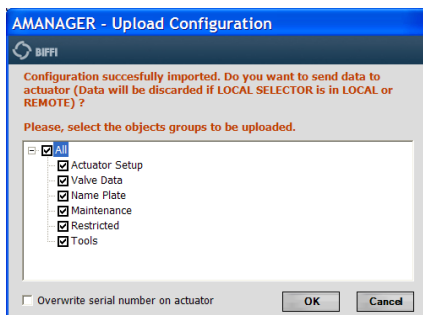 AMANAGER - Upload Configuration
BIFFI
Configuration succesfully imported. Do you want to send data to
actuator (Data will be discarded if LOCAL SELECTOR is in LOCAL or
REMOTE) ?
Please, select the objects groups to be uploaded.
All
Actuator Setup
Valve Data
Name Plate
Maintenance
Restricted
Tools
Overwrite serial number on actuator
OK
Cancel